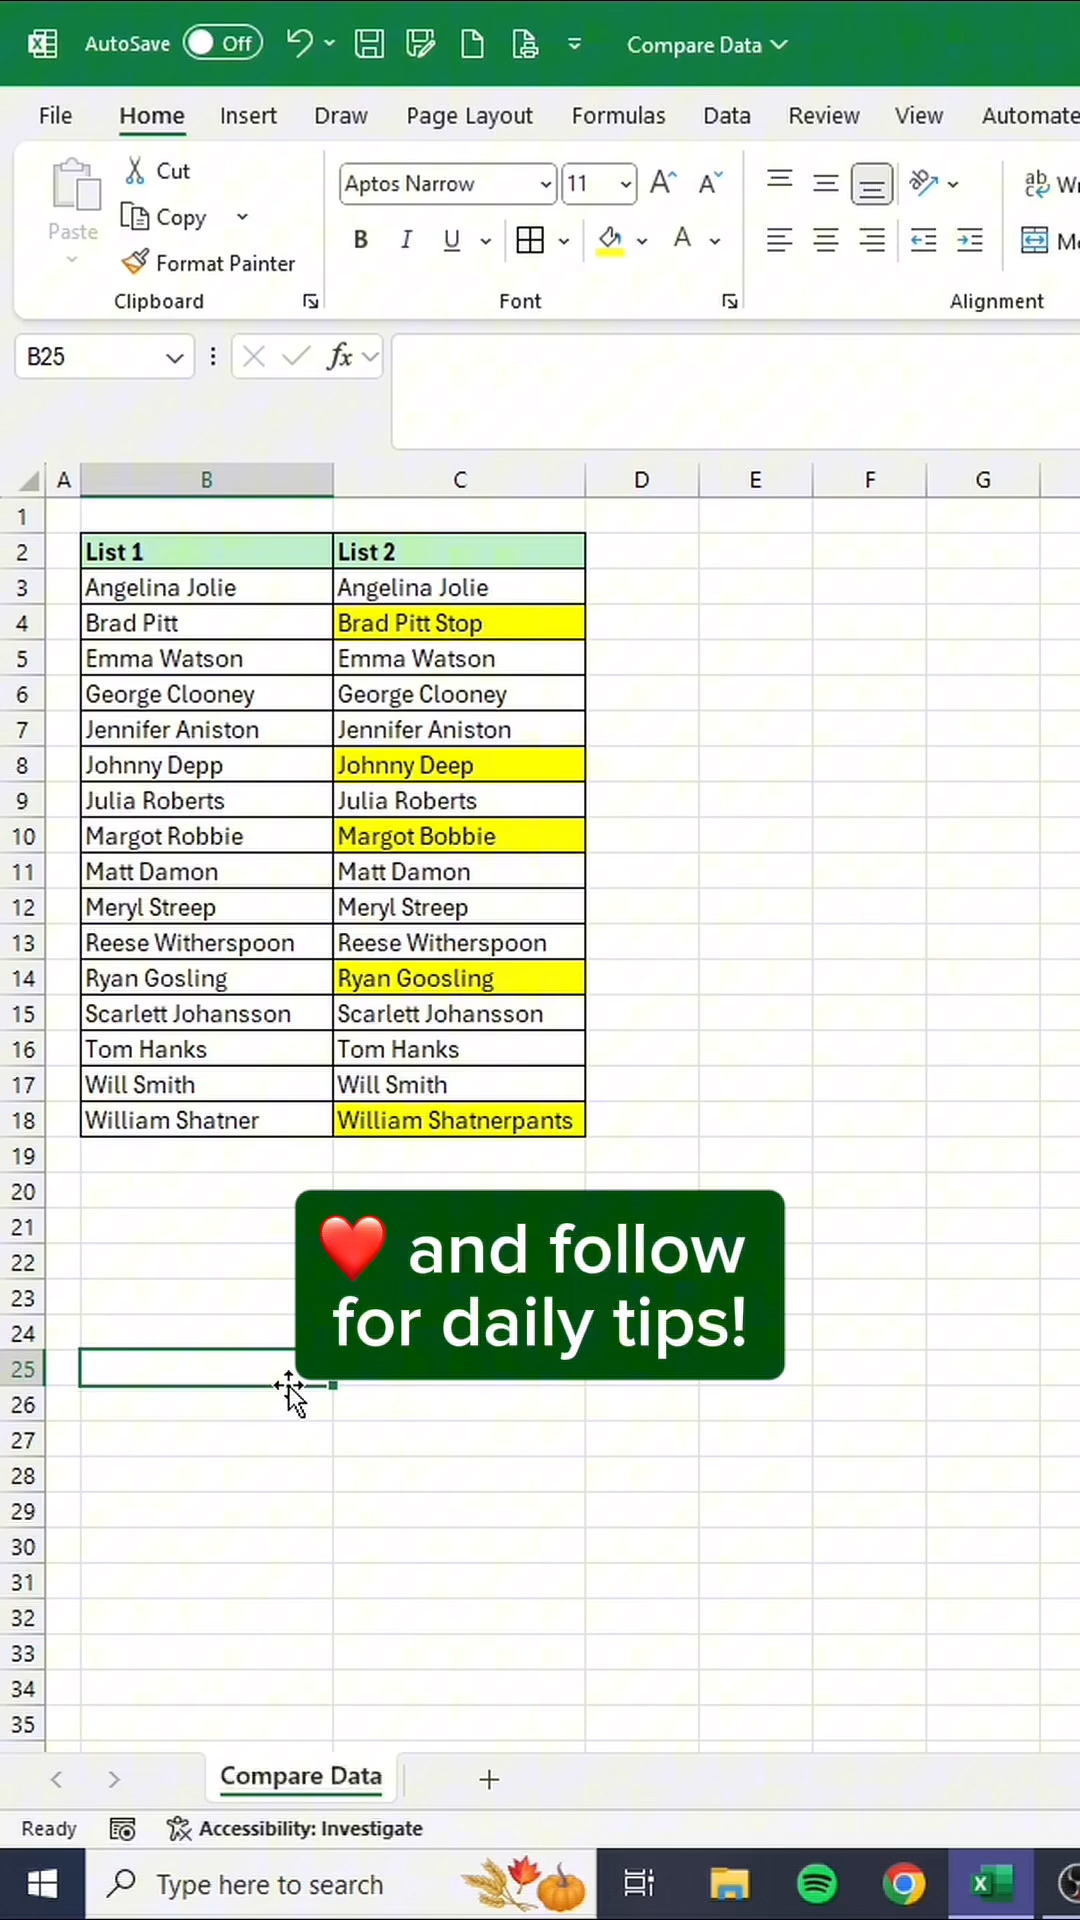 AutoSave Off Compare Data
File Home Insert Draw Page Layout Formulas Data Review View Automate
Paste
Cut
Copy
Format Painter
Clipboard
Aptos Narrow 11
B I U
Font
Alignment
B25
fx
A B C D E F G
1
2 List 1 List 2
3 Angelina Jolie Angelina Jolie
4 Brad Pitt Brad Pitt Stop
5 Emma Watson Emma Watson
6 George Clooney George Clooney
7 Jennifer Aniston Jennifer Aniston
8 Johnny Depp Johnny Deep
9 Julia Roberts Julia Roberts
10 Margot Robbie Margot Bobbie
11 Matt Damon Matt Damon
12 Meryl Streep Meryl Streep
13 Reese Witherspoon Reese Witherspoon
14 Ryan Gosling Ryan Goosling
15 Scarlett Johansson Scarlett Johansson
16 Tom Hanks Tom Hanks
17 Will Smith Will Smith
18 William Shatner William Shatnerpants
19
20
21
22
23
24
25
26
27
28
29
30
31
32
33
34
35
❤️ and follow
for daily tips!
Compare Data
Ready Accessibility: Investigate
Type here to search